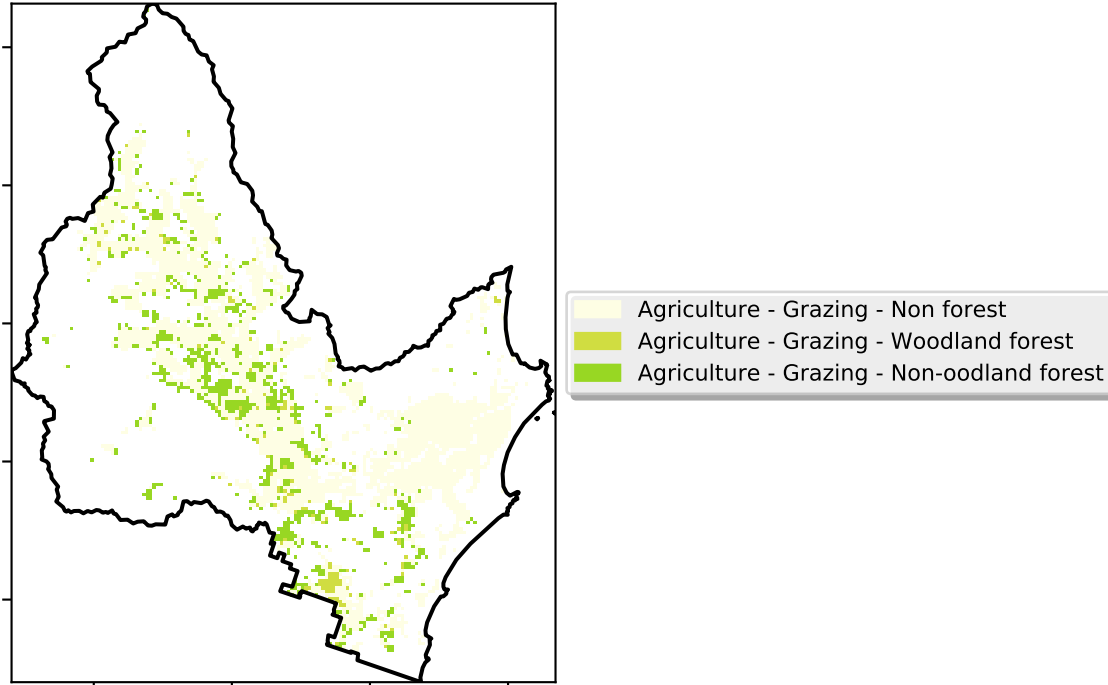 Agriculture - Grazing - Non forest
Agriculture - Grazing - Woodland forest
Agriculture - Grazing - Non-oodland forest